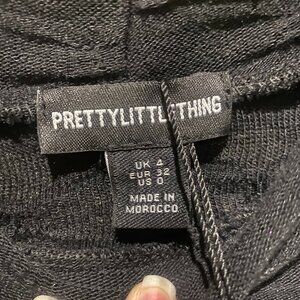 PRETTYLITTLETHING
UK 4
EUR 32
US 0
MADE IN
MOROCCO